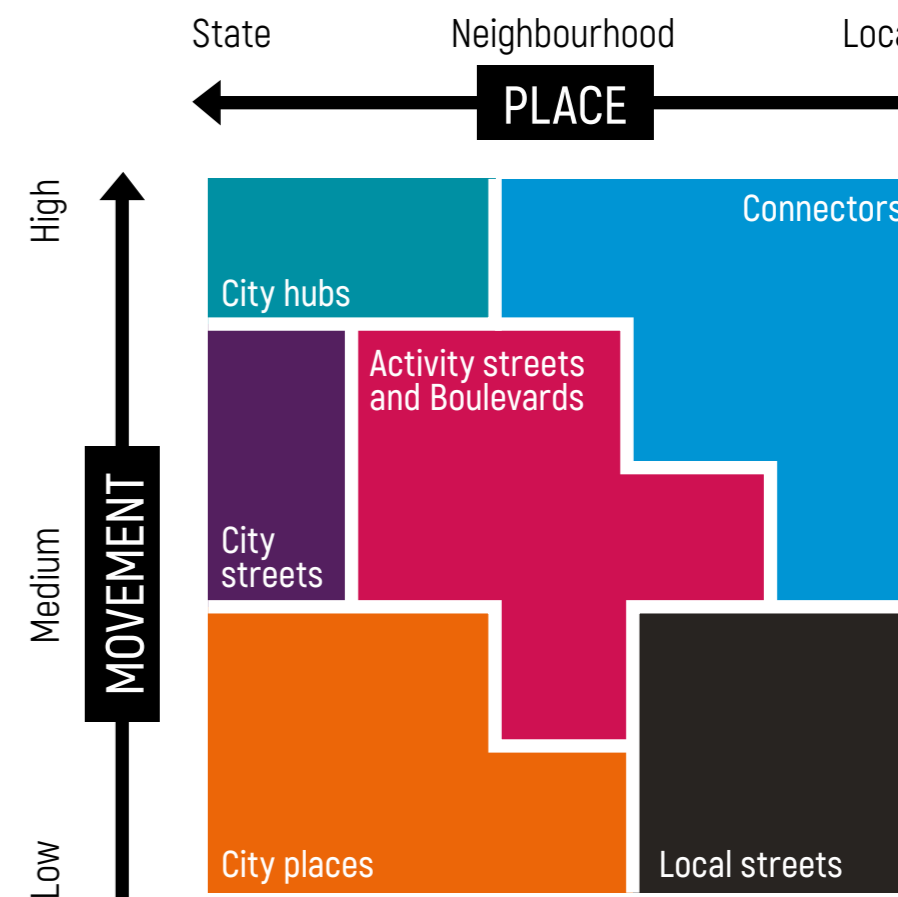 State Neighbourhood Loca
PLACE
High
Connectors
City hubs
Activity streets
and Boulevards
MOVEMENT
Medium
City
streets
Low
City places
Local streets